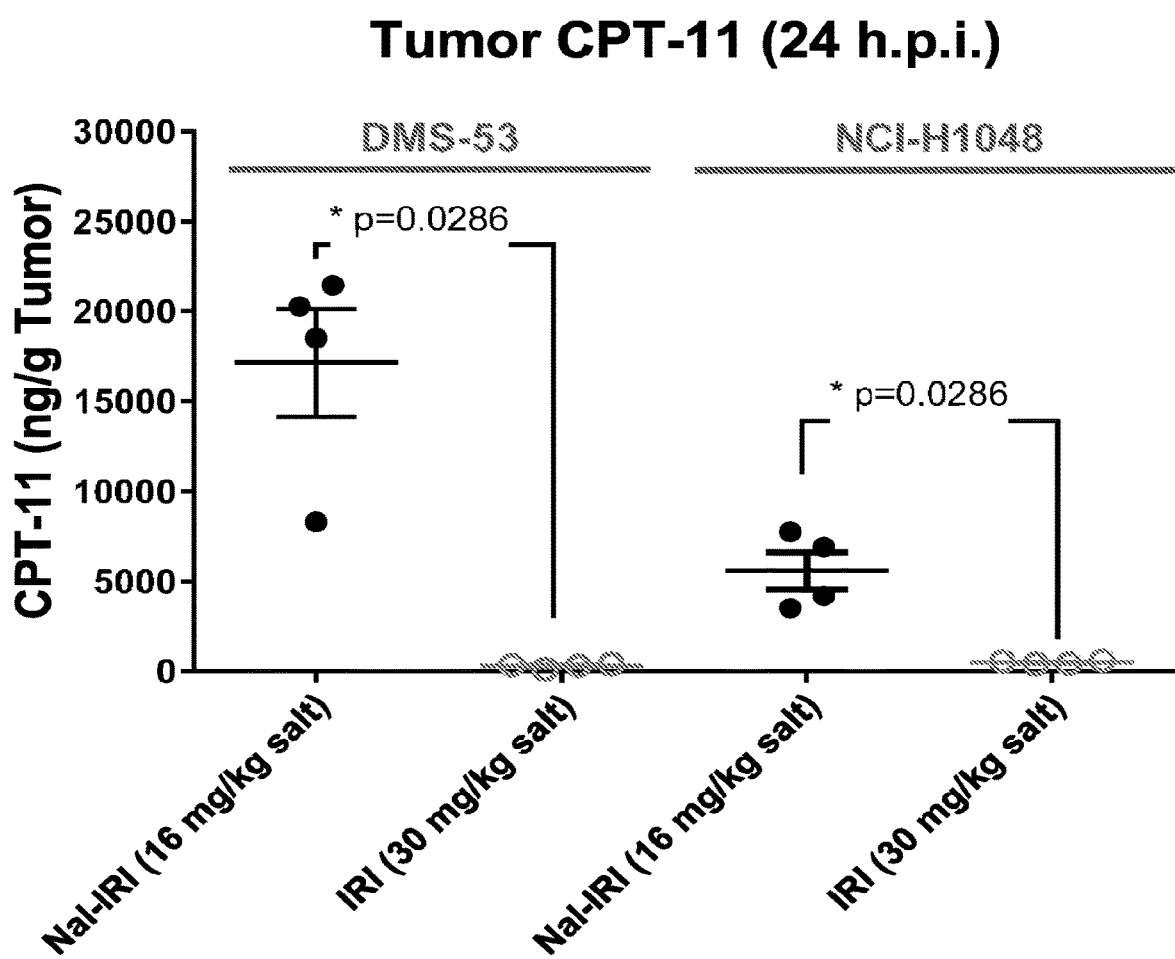 Tumor CPT-11 (24 h.p.i.)
DMS-53
NCI-H1048
CPT-11 (ng/g Tumor)
30000
25000
20000
15000
10000
5000
0
* p=0.0286
* p=0.0286
Nal-IRI (16 mg/kg salt)
IRI (30 mg/kg salt)
Nal-IRI (16 mg/kg salt)
IRI (30 mg/kg salt)